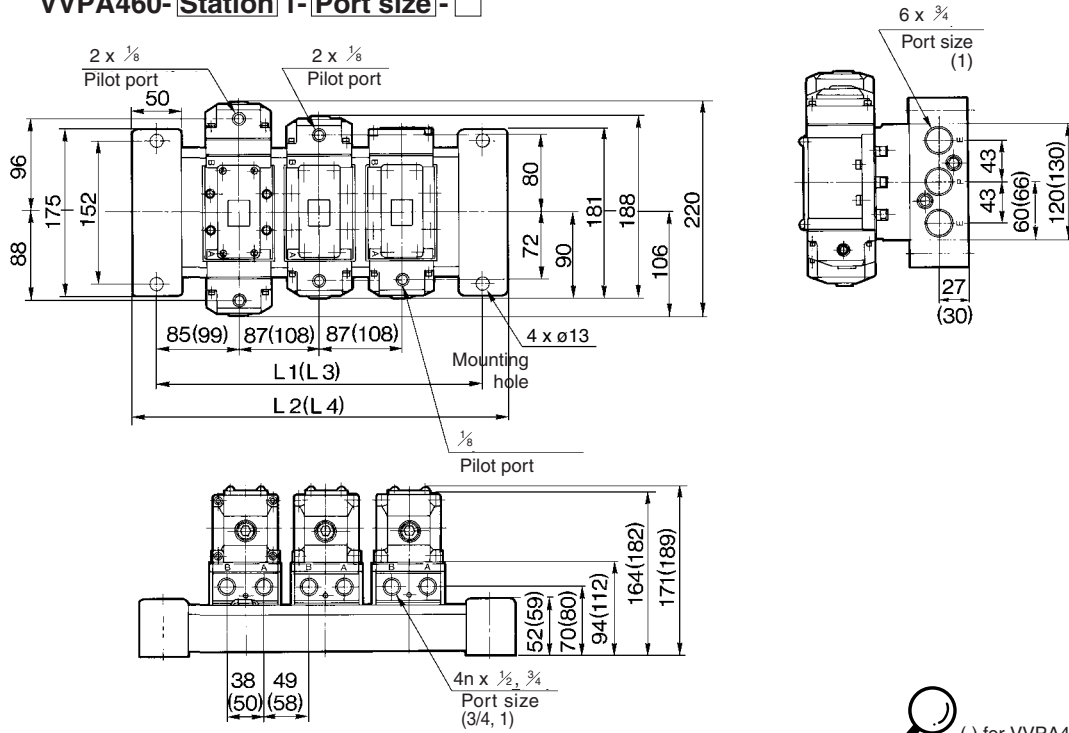 VVPA460- Station 1- Port size -
2 x 1/8
Pilot port
2 x 1/8
Pilot port
50
96
88
175
152
B
A
B
A
B
A
80
72
90
181
188
106
220
85(99)
87(108)
87(108)
4 x ø13
Mounting
hole
L1(L3)
L2(L4)
1/8
Pilot port
6 x 3/4
Port size
(1)
E
P
E
43
43
60(66)
120(130)
27
(30)
B A
B A
B A
52(59)
70(80)
94(112)
164(182)
171(189)
38
(50)
49
(58)
4n x 1/2, 3/4
Port size
(3/4, 1)
( ) for VVPA4